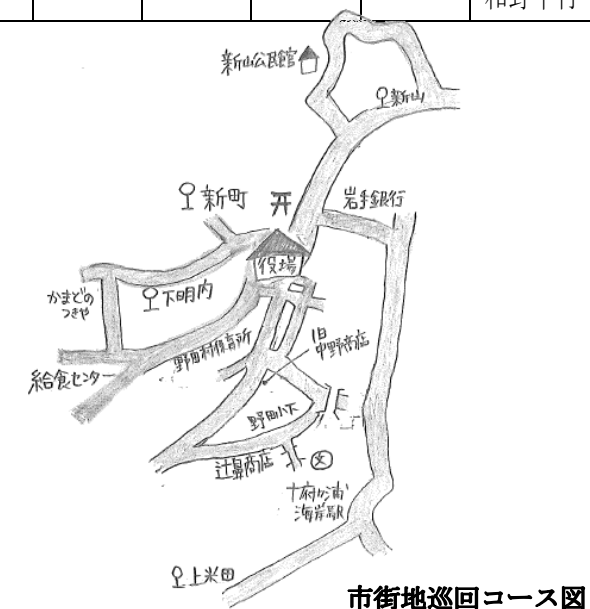 新山公民館
新山
新町
岩手銀行
役場
下明内
かまどの
つきや
野田村保育所
旧
中野商店
給食センター
野田小下
辻鼻商店
文
十府ヶ浦
海岸駅
上米田
市街地巡回コース図